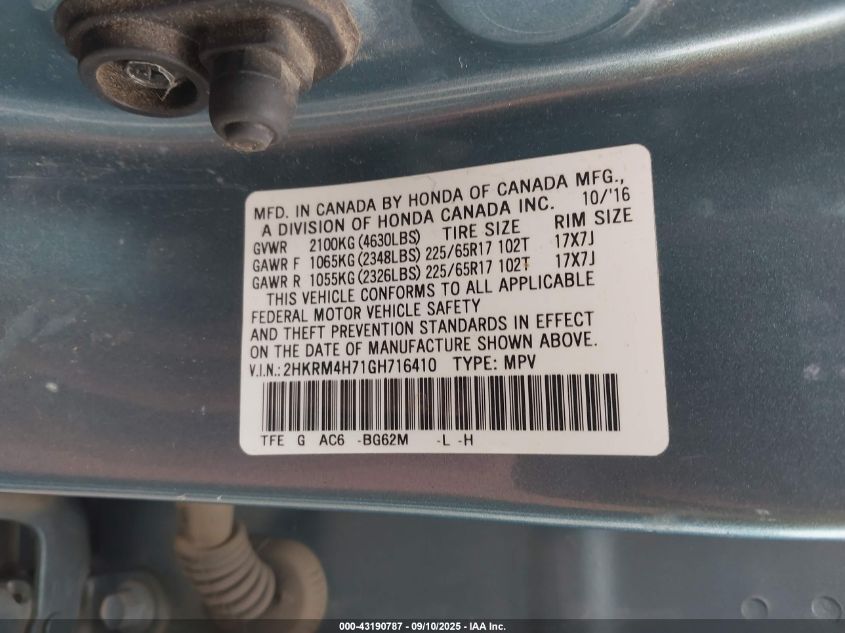 MFD. IN CANADA BY HONDA OF CANADA MFG.,
A DIVISION OF HONDA CANADA INC. 10/'16
GVWR 2100KG (4630LBS) TIRE SIZE RIM SIZE
GAWR F 1065KG (2348LBS) 225/65R17 102T 17X7J
GAWR R 1055KG (2326LBS) 225/65R17 102T 17X7J
THIS VEHICLE CONFORMS TO ALL APPLICABLE
FEDERAL MOTOR VEHICLE SAFETY
AND THEFT PREVENTION STANDARDS IN EFFECT
ON THE DATE OF MANUFACTURE SHOWN ABOVE.
V.I.N.: 2HKRM4H71GH716410 TYPE: MPV
TFE G AC6 -BG62M -L -H
000-43190787 - 09/10/2025 - IAA Inc.